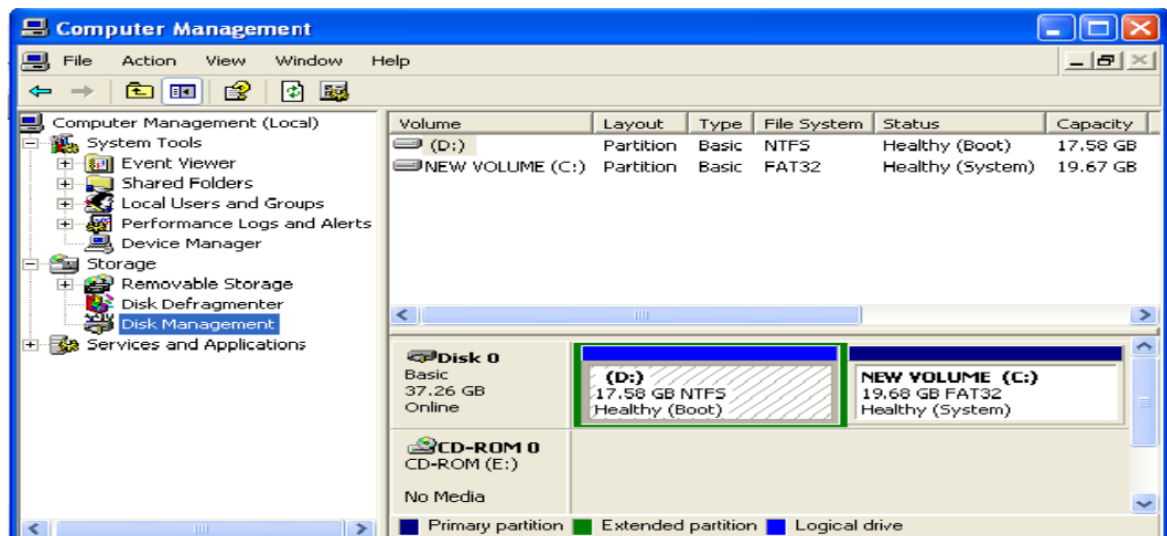 Computer Management
File Action View Window Help
Computer Management (Local)
System Tools
Event Viewer
Shared Folders
Local Users and Groups
Performance Logs and Alerts
Device Manager
Storage
Removable Storage
Disk Defragmenter
Disk Management
Services and Applications
Volume Layout Type File System Status Capacity
(D:) Partition Basic NTFS Healthy (Boot) 17.58 GB
NEW VOLUME (C:) Partition Basic FAT32 Healthy (System) 19.67 GB
Disk 0
Basic
37.26 GB
Online
(D:)
17.58 GB NTFS
Healthy (Boot)
NEW VOLUME (C:)
19.68 GB FAT32
Healthy (System)
CD-ROM 0
CD-ROM (E:)
No Media
Primary partition Extended partition Logical drive